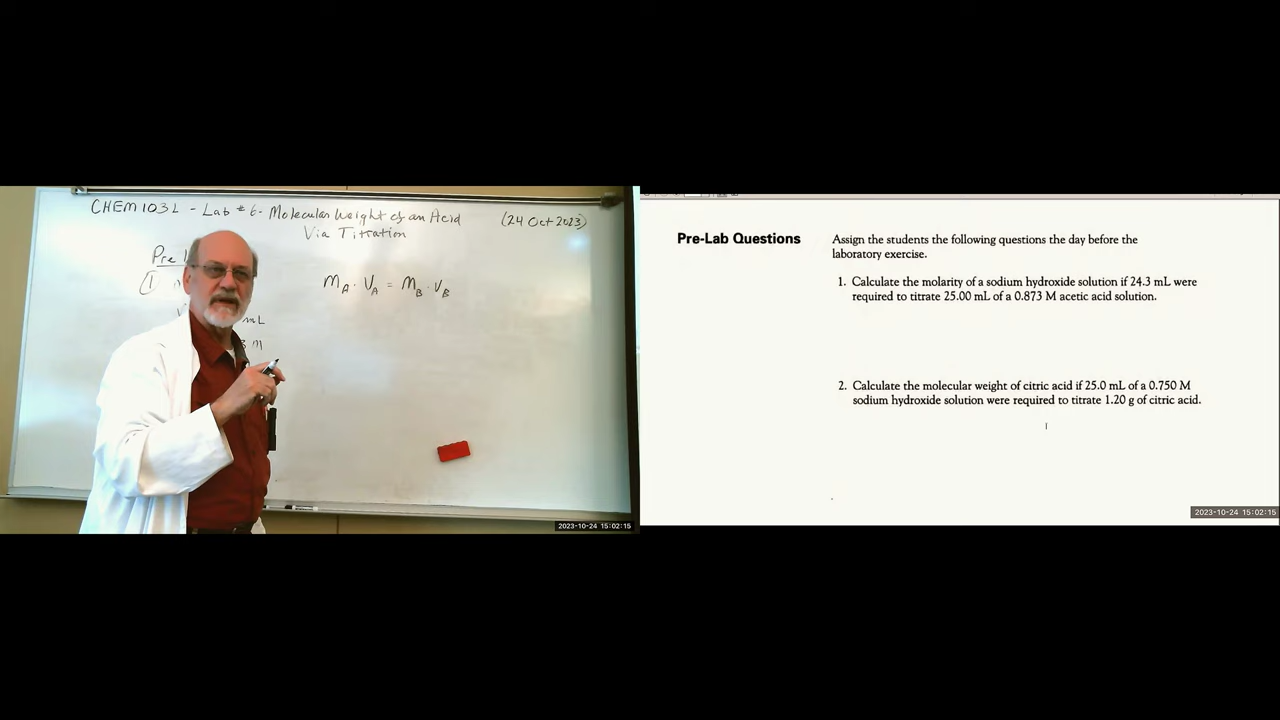 CHEM 103L - Lab # 6 - Molecular Weight of an Acid (24 Oct 2023)
Via Titration
Pre
1
M_A · V_A = M_B · V_B
mL
3 M
2023-10-24 15:02:15
Pre-Lab Questions
Assign the students the following questions the day before the
laboratory exercise.
1. Calculate the molarity of a sodium hydroxide solution if 24.3 mL were
required to titrate 25.00 mL of a 0.873 M acetic acid solution.
2. Calculate the molecular weight of citric acid if 25.0 mL of a 0.750 M
sodium hydroxide solution were required to titrate 1.20 g of citric acid.
2023-10-24 15:02:15